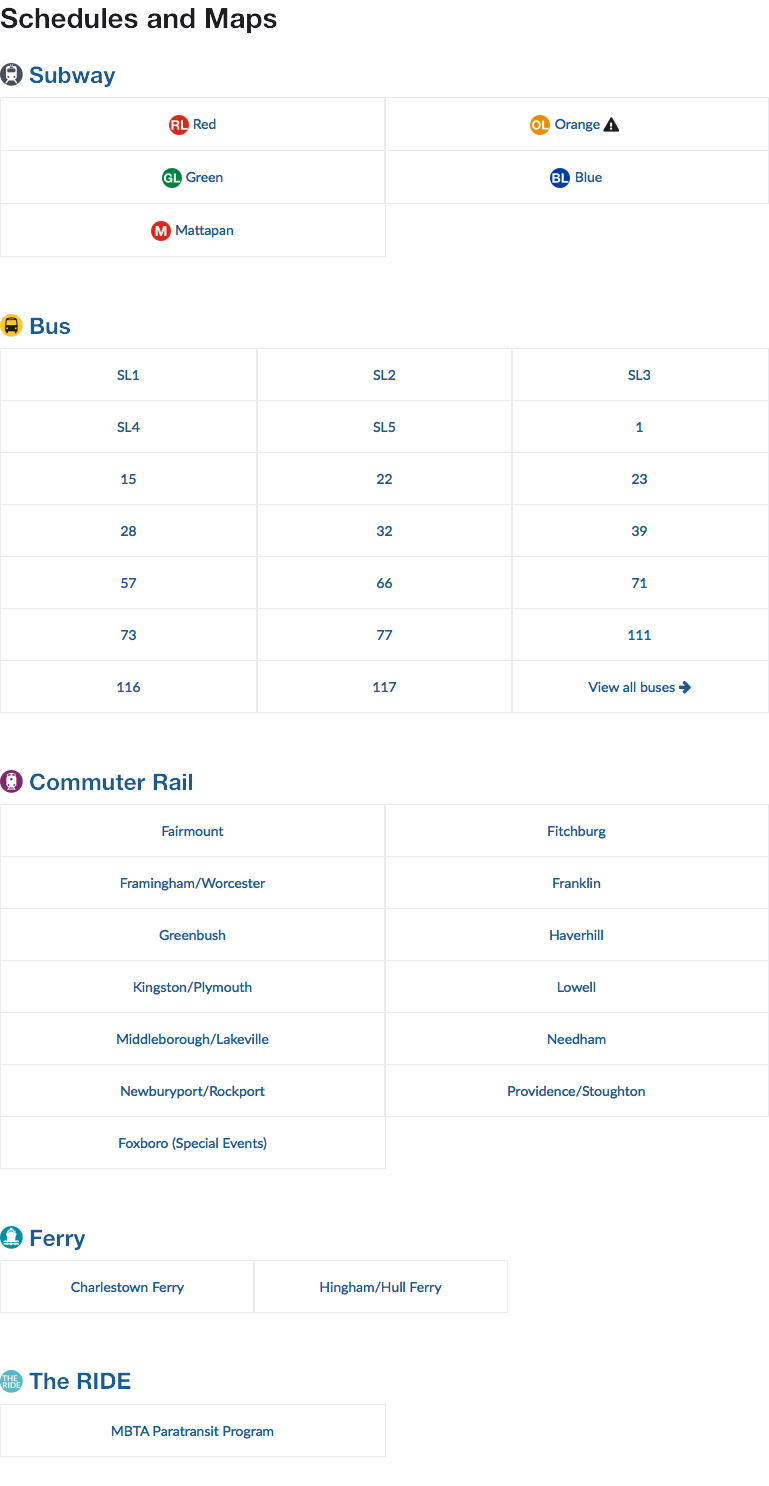 Schedules and Maps
Subway
RL Red
OL Orange
GL Green
BL Blue
M Mattapan
Bus
SL1 SL2 SL3
SL4 SL5 1
15 22 23
28 32 39
57 66 71
73 77 111
116 117 View all buses
Commuter Rail
Fairmount Fitchburg
Framingham/Worcester Franklin
Greenbush Haverhill
Kingston/Plymouth Lowell
Middleborough/Lakeville Needham
Newburyport/Rockport Providence/Stoughton
Foxboro (Special Events)
Ferry
Charlestown Ferry Hingham/Hull Ferry
THE RIDE The RIDE
MBTA Paratransit Program